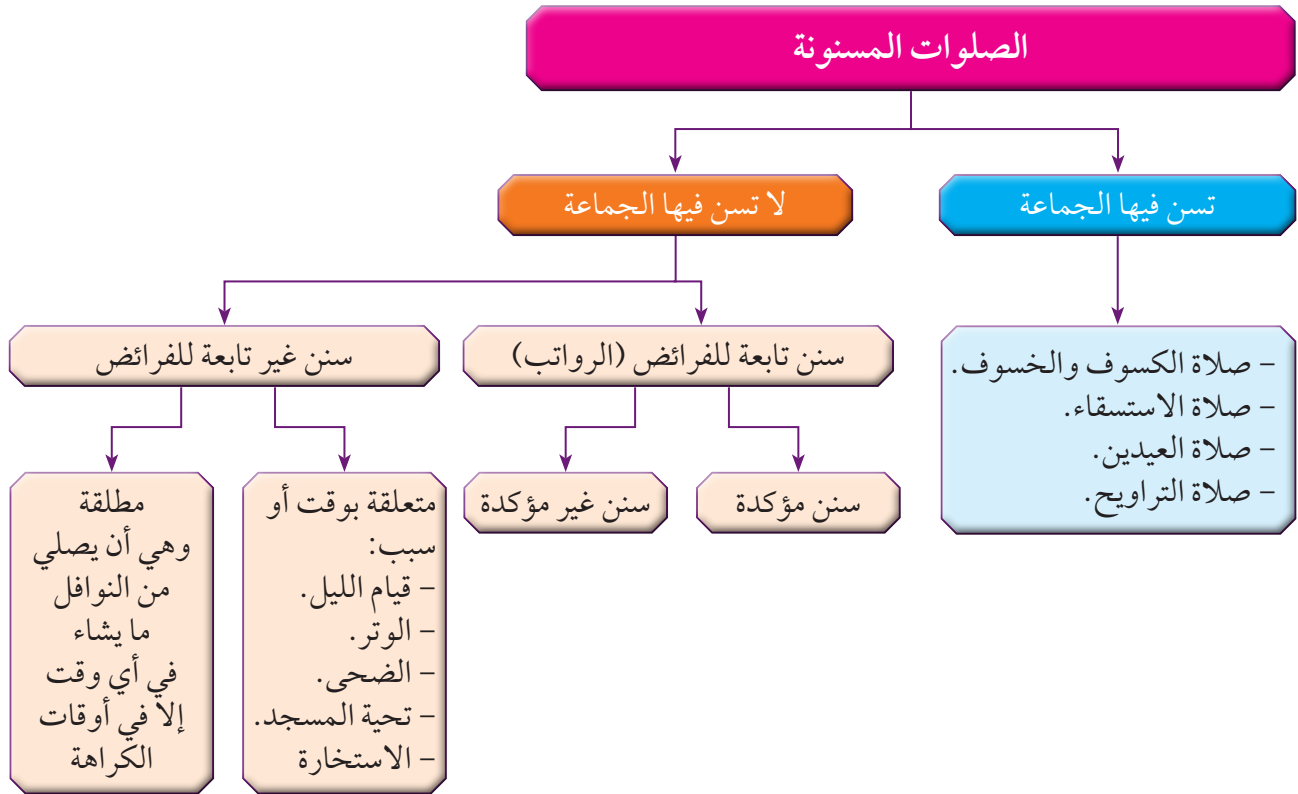 الصلوات المسنونة
تسن فيها الجماعة
لا تسن فيها الجماعة
– صلاة الكسوف والخسوف.
– صلاة الاستسقاء.
– صلاة العيدين.
– صلاة التراويح.
سنن تابعة للفرائض (الرواتب)
سنن غير تابعة للفرائض
سنن مؤكدة
سنن غير مؤكدة
متعلقة بوقت أو
سبب:
– قيام الليل.
– الوتر.
– الضحى.
– تحية المسجد.
– الاستخارة
مطلقة
وهي أن يصلي
من النوافل
ما يشاء
في أي وقت
إلا في أوقات
الكراهة